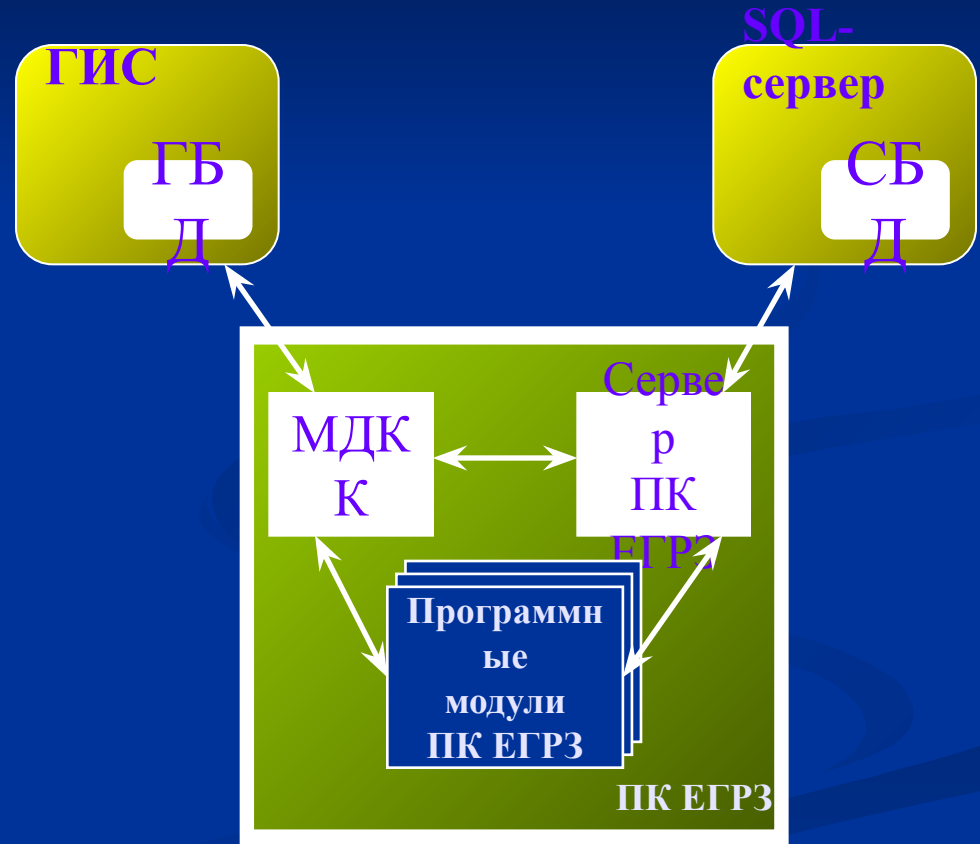 ГИС
ГБ
Д
SQL-
сервер
СБ
Д
МДК
К
Серве
р
ПК
ЕГРЗ
Программн
ые
модули
ПК ЕГРЗ
ПК ЕГРЗ